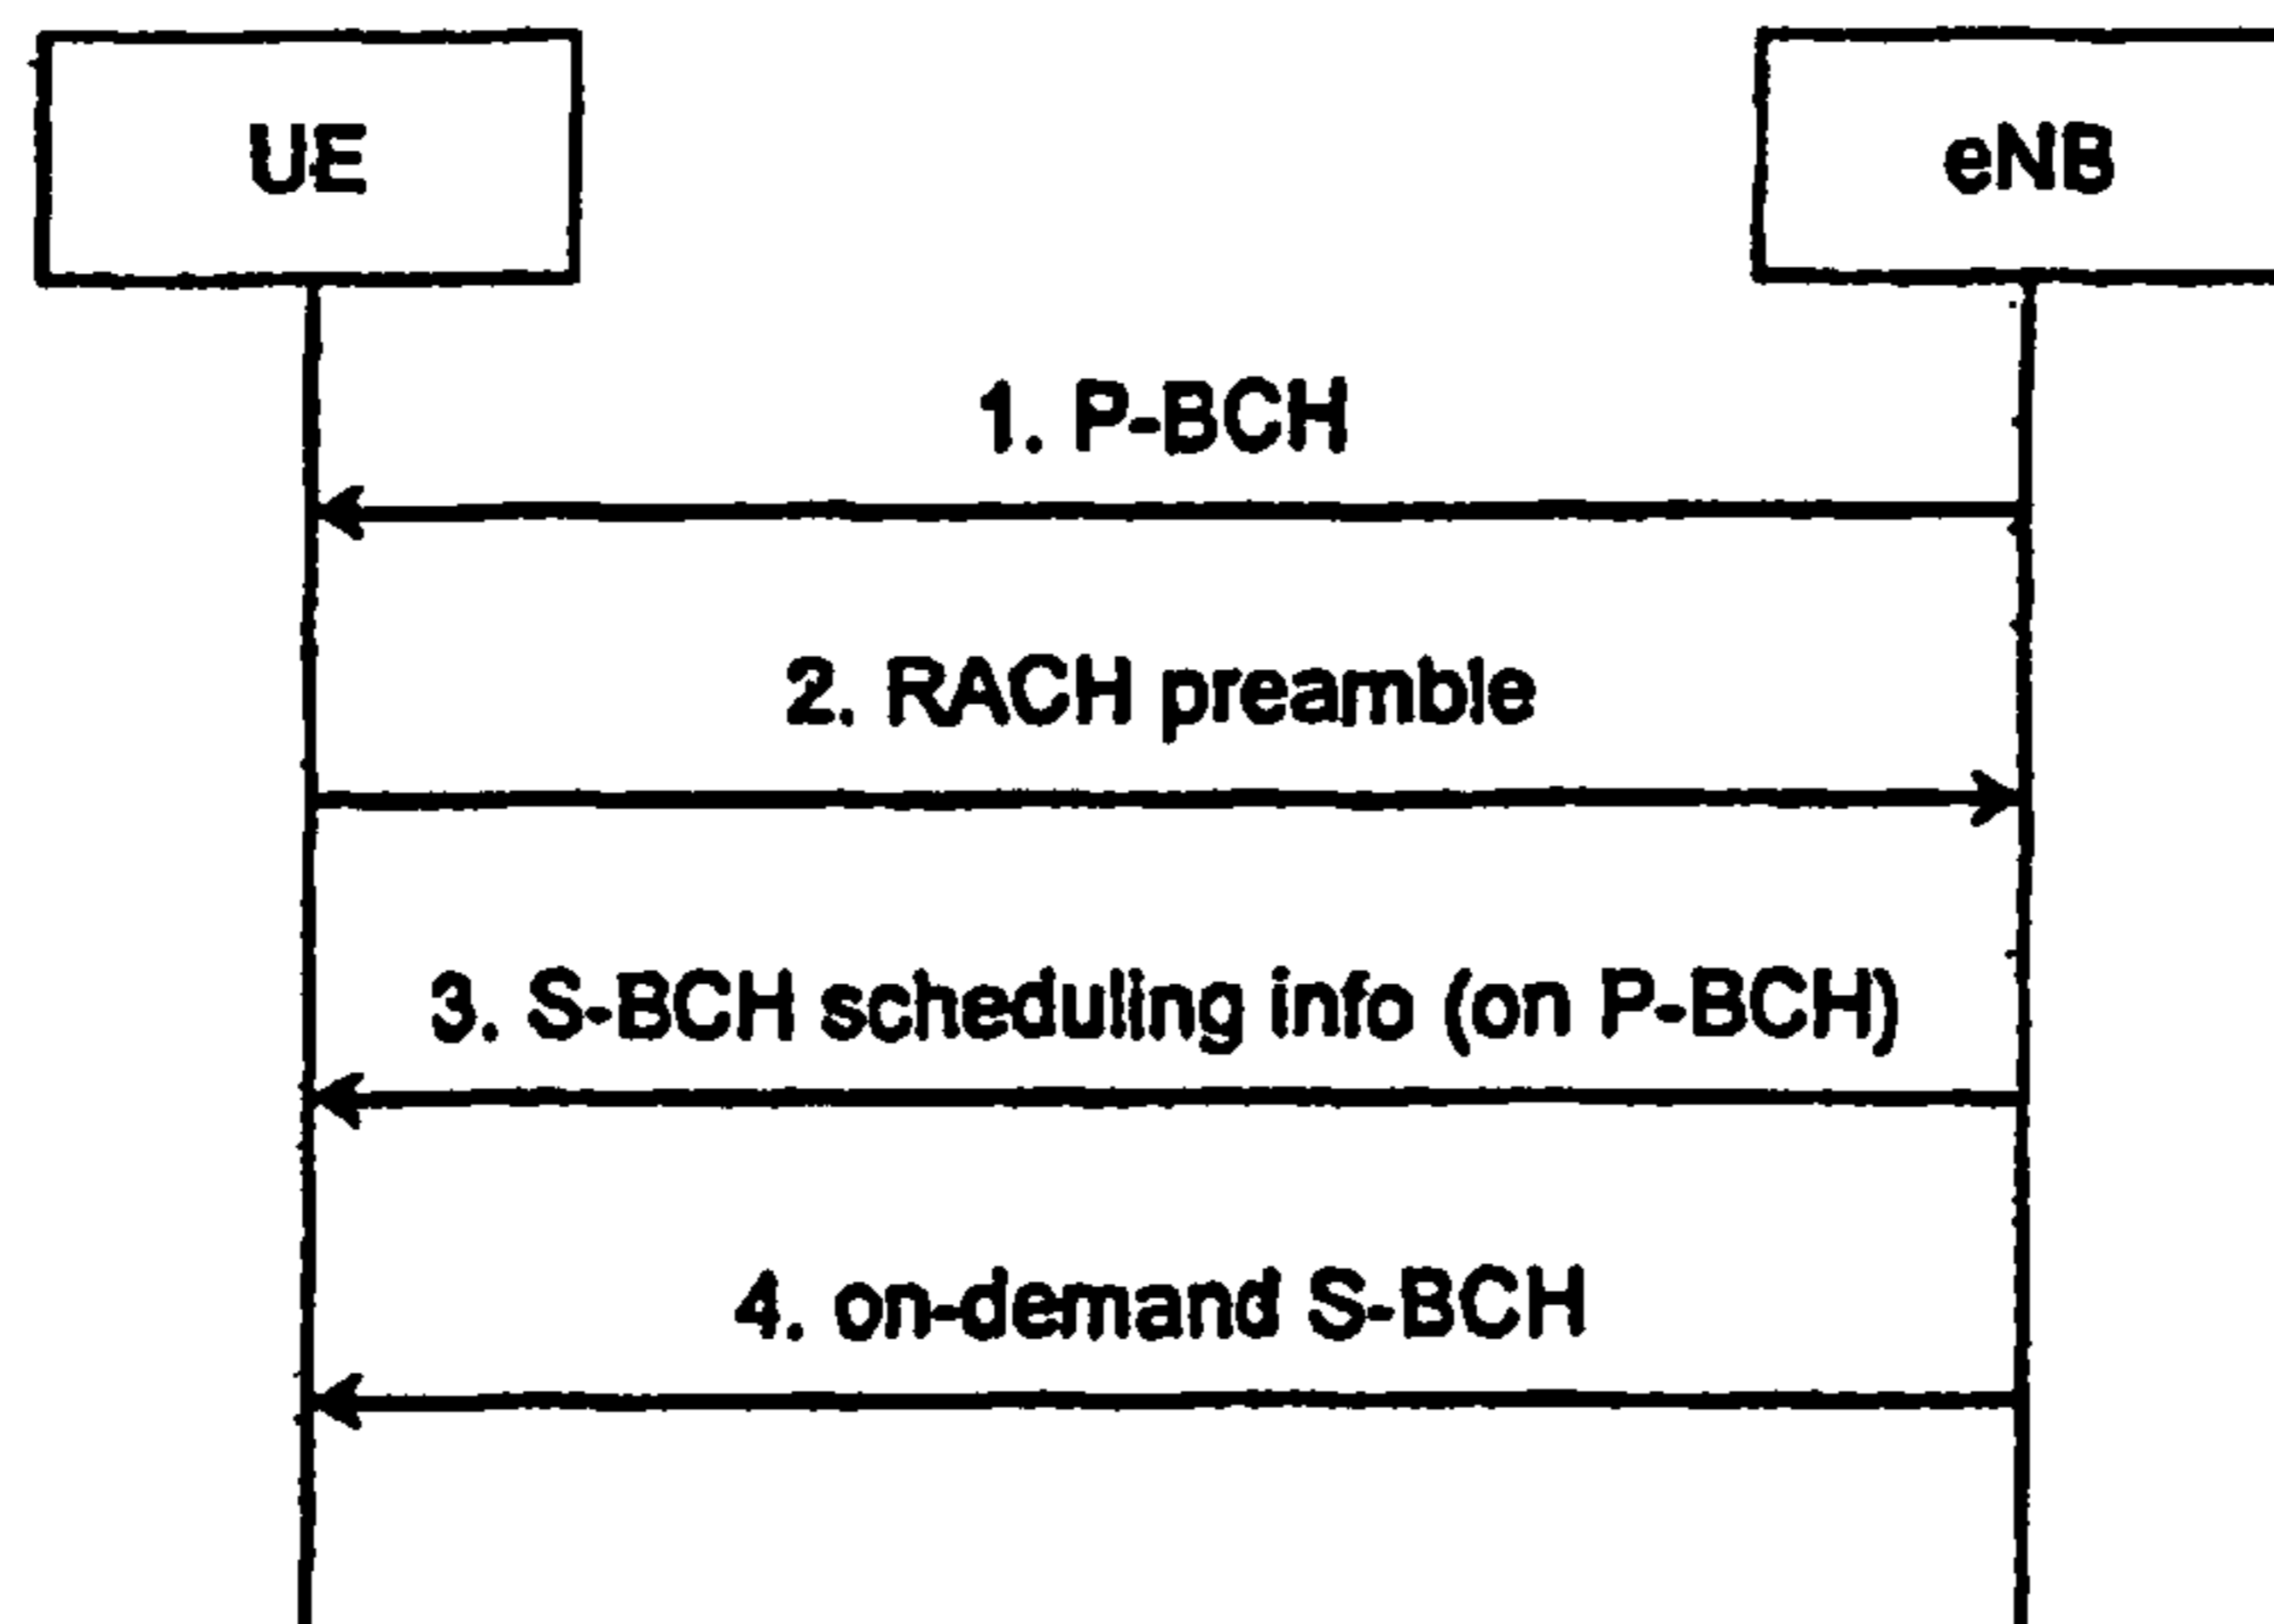 UE
eNB
1. P-BCH
2. RACH preamble
3. S-BCH scheduling info (on P-BCH)
4. on-demand S-BCH